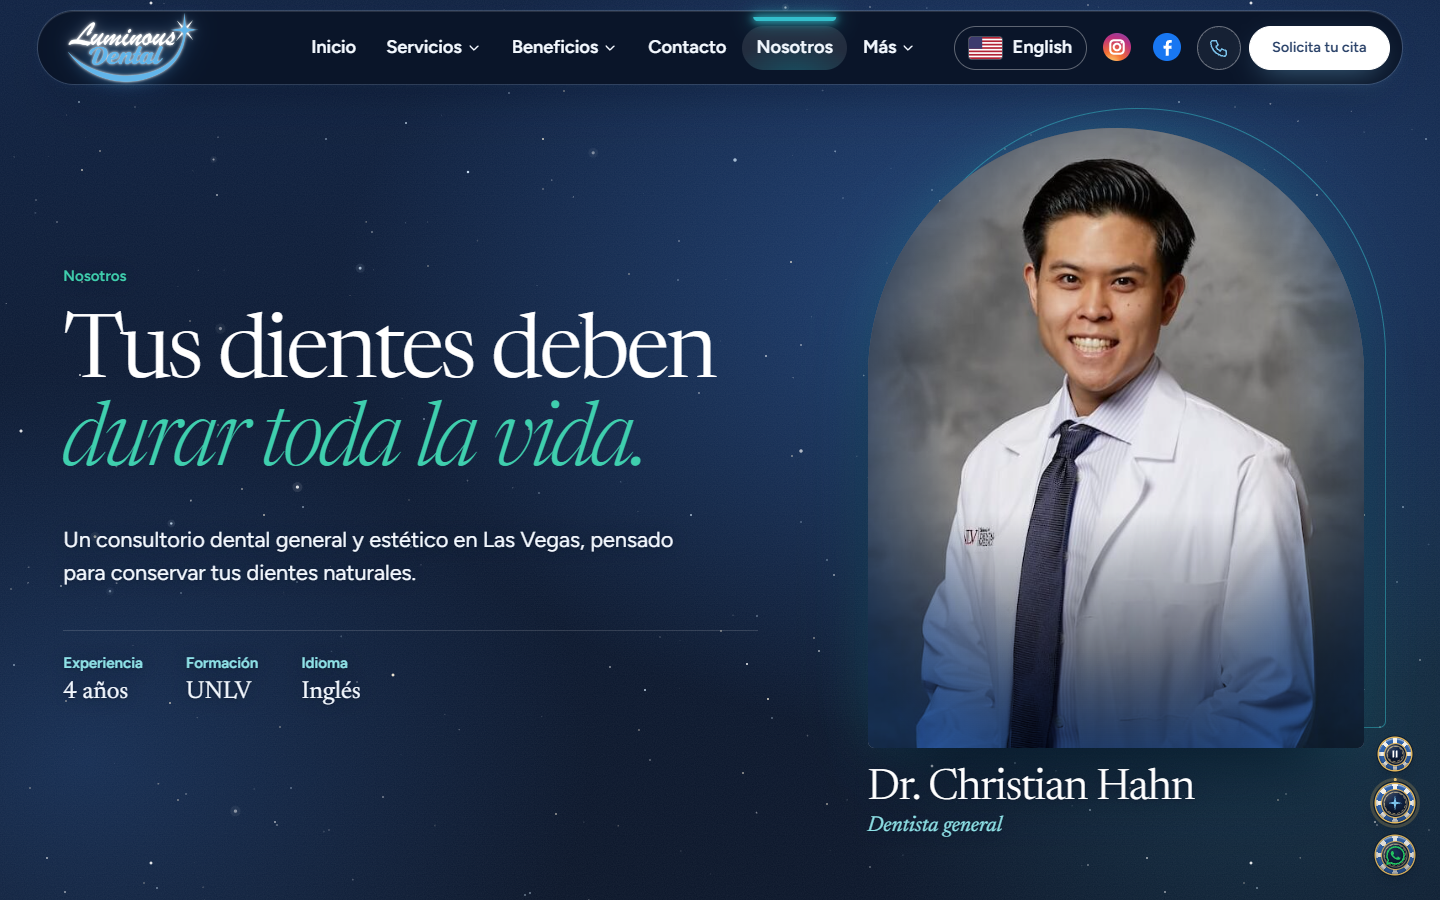 Luminous
Dental
Inicio
Servicios
Beneficios
Contacto
Nosotros
Más
English
Solicita tu cita
Nosotros
Tus dientes deben
durar toda la vida.
Un consultorio dental general y estético en Las Vegas, pensado
para conservar tus dientes naturales.
Experiencia
4 años
Formación
UNLV
Idioma
Inglés
Dr. Christian Hahn
Dentista general